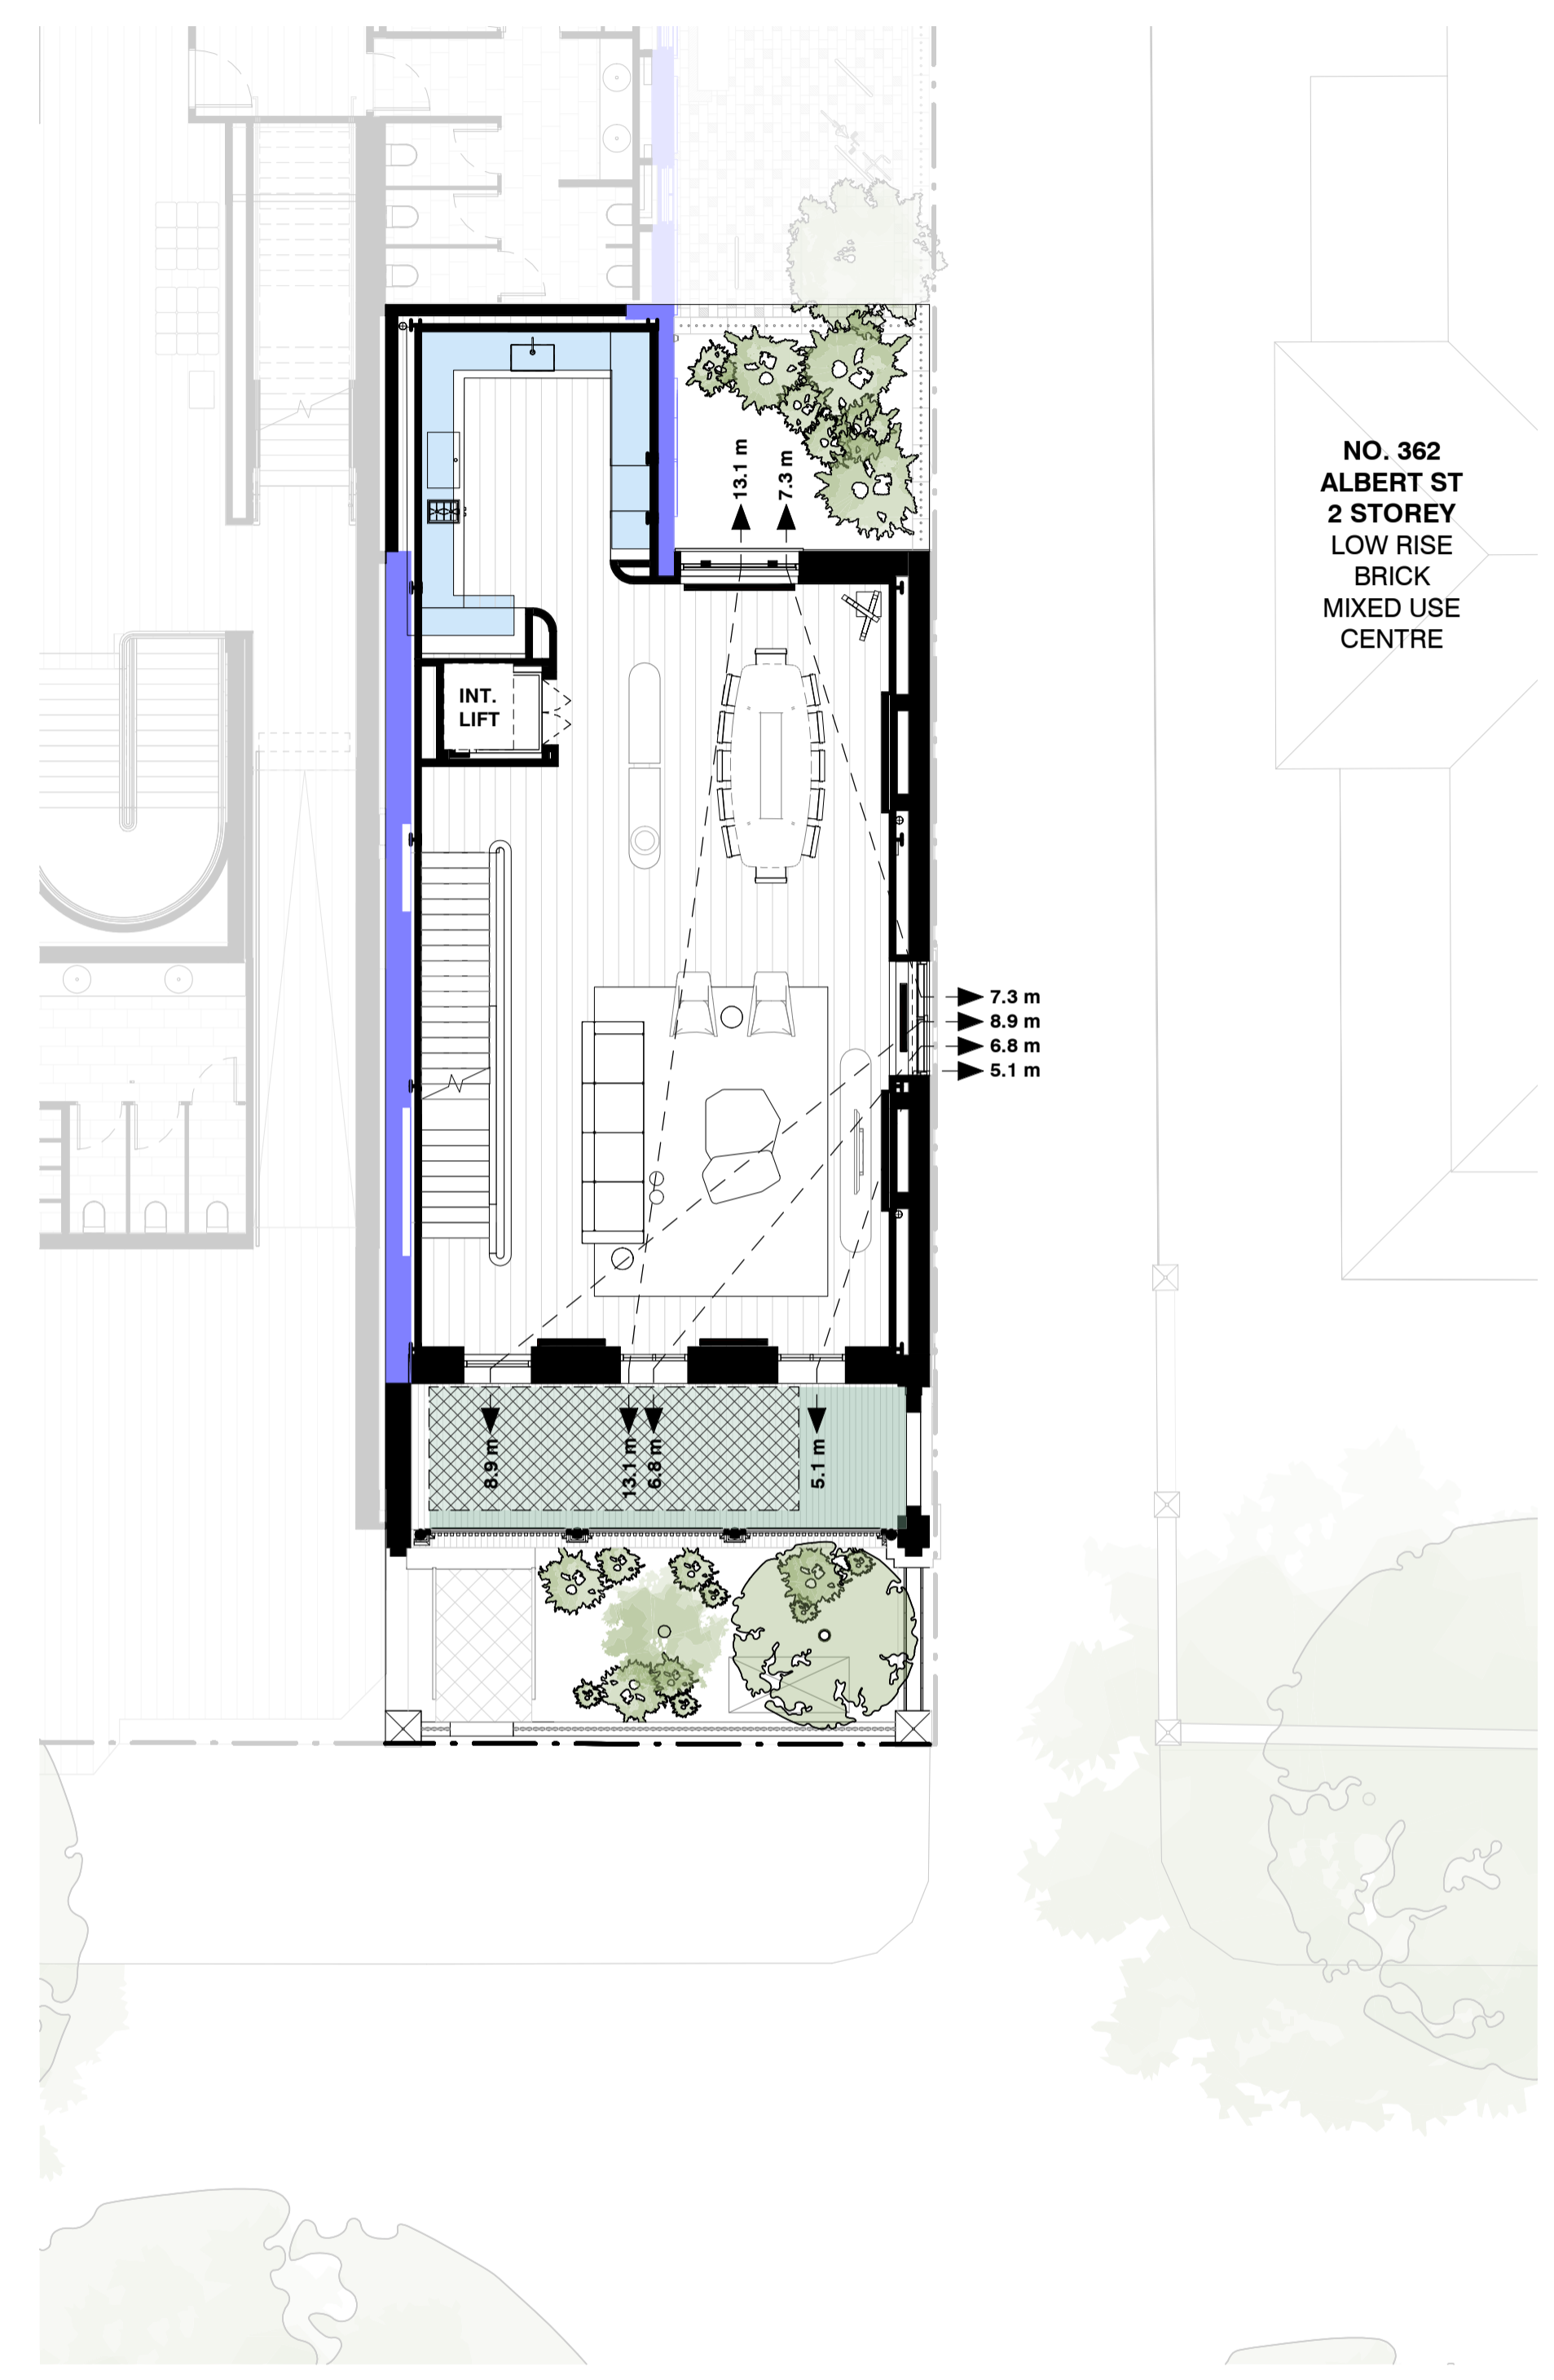 13.1 m
7.3 m
NO. 362
ALBERT ST
2 STOREY
LOW RISE
BRICK
MIXED USE
CENTRE
INT.
LIFT
7.3 m
8.9 m
6.8 m
5.1 m
8.9 m
13.1 m
6.8 m
5.1 m